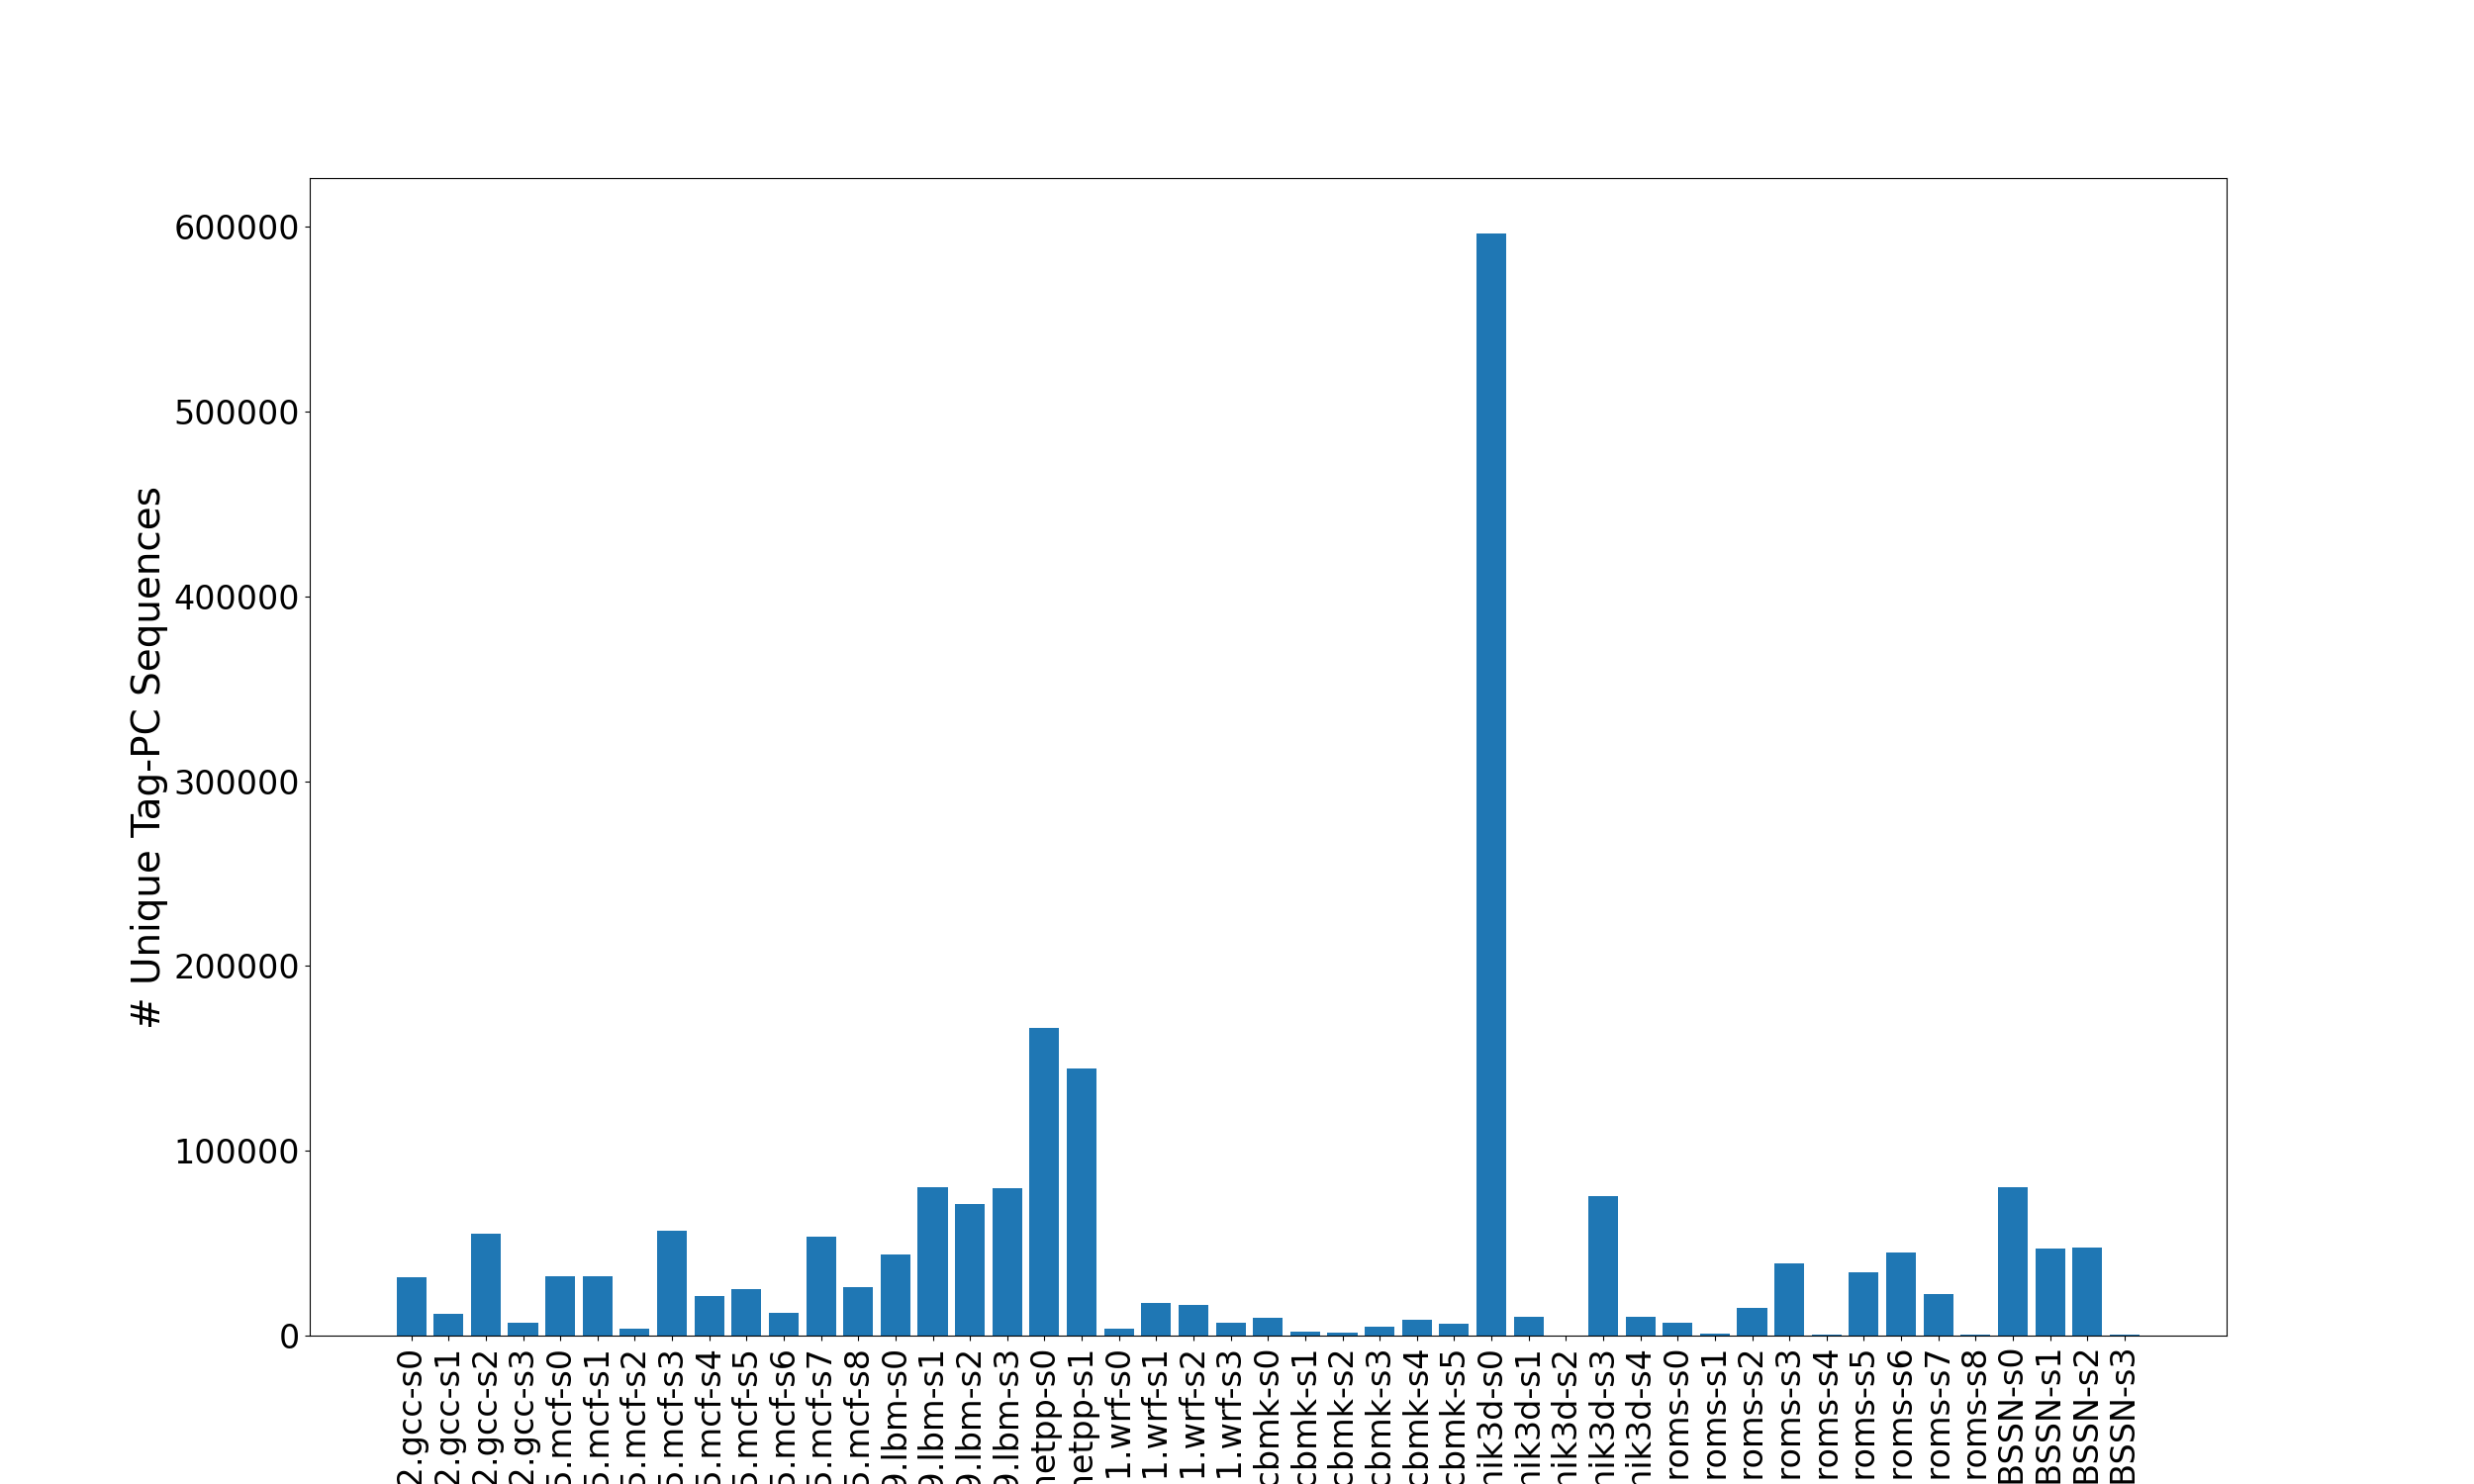 # Unique Tag-PC Sequences
600000
500000
400000
300000
200000
100000
0
2.gcc-s0
2.gcc-s1
2.gcc-s2
2.gcc-s3
5.mcf-s0
5.mcf-s1
5.mcf-s2
5.mcf-s3
5.mcf-s4
5.mcf-s5
5.mcf-s6
5.mcf-s7
5.mcf-s8
9.lbm-s0
9.lbm-s1
9.lbm-s2
9.lbm-s3
netpp-s0
netpp-s1
1.wrf-s0
1.wrf-s1
1.wrf-s2
1.wrf-s3
cbmk-s0
cbmk-s1
cbmk-s2
cbmk-s3
cbmk-s4
cbmk-s5
nik3d-s0
nik3d-s1
nik3d-s2
nik3d-s3
nik3d-s4
roms-s0
roms-s1
roms-s2
roms-s3
roms-s4
roms-s5
roms-s6
roms-s7
roms-s8
BSSN-s0
BSSN-s1
BSSN-s2
BSSN-s3